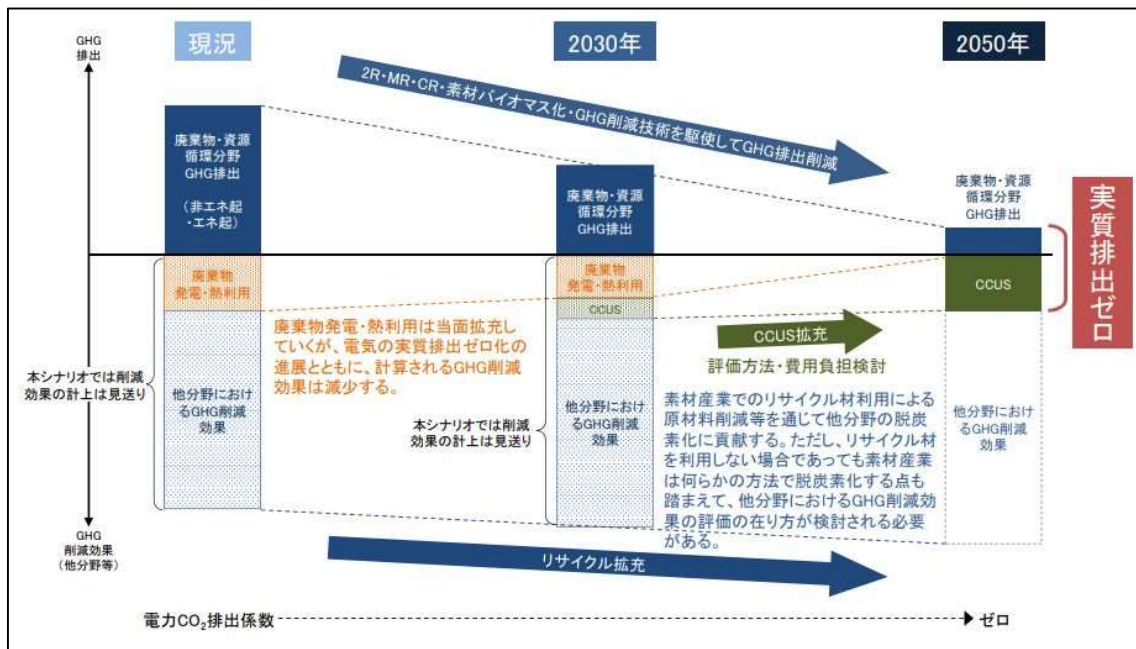 GHG
排出
現況
2030年
2050年
2R・MR・CR・素材バイオマス化・GHG削減技術を駆使してGHG排出削減
廃棄物・資源
循環分野
GHG排出
(非エネ起
・エネ起)
廃棄物・資源
循環分野
GHG排出
廃棄物・資源
循環分野
GHG排出
実質排出ゼロ
廃棄物
発電・熱利用
廃棄物
発電・熱利用
CCUS
CCUS
廃棄物発電・熱利用は当面拡充し
ていくが、電気の実質排出ゼロ化の
進展とともに、計算されるGHG削減
効果は減少する。
CCUS拡充
評価方法・費用負担検討
本シナリオでは削減
効果の計上は見送り
他分野におけ
るGHG削減
効果
本シナリオでは削減
効果の計上は見送り
他分野におけ
るGHG削減
効果
素材産業でのリサイクル材利用による
原材料削減等を通じて他分野の脱炭
素化に貢献する。ただし、リサイクル材
を利用しない場合であっても素材産業
は何らかの方法で脱炭素化する点も
踏まえて、他分野におけるGHG削減効
果の評価の在り方が検討される必要
がある。
他分野におけ
るGHG削減
効果
GHG
削減効果
(他分野等)
リサイクル拡充
電力CO₂排出係数
ゼロ